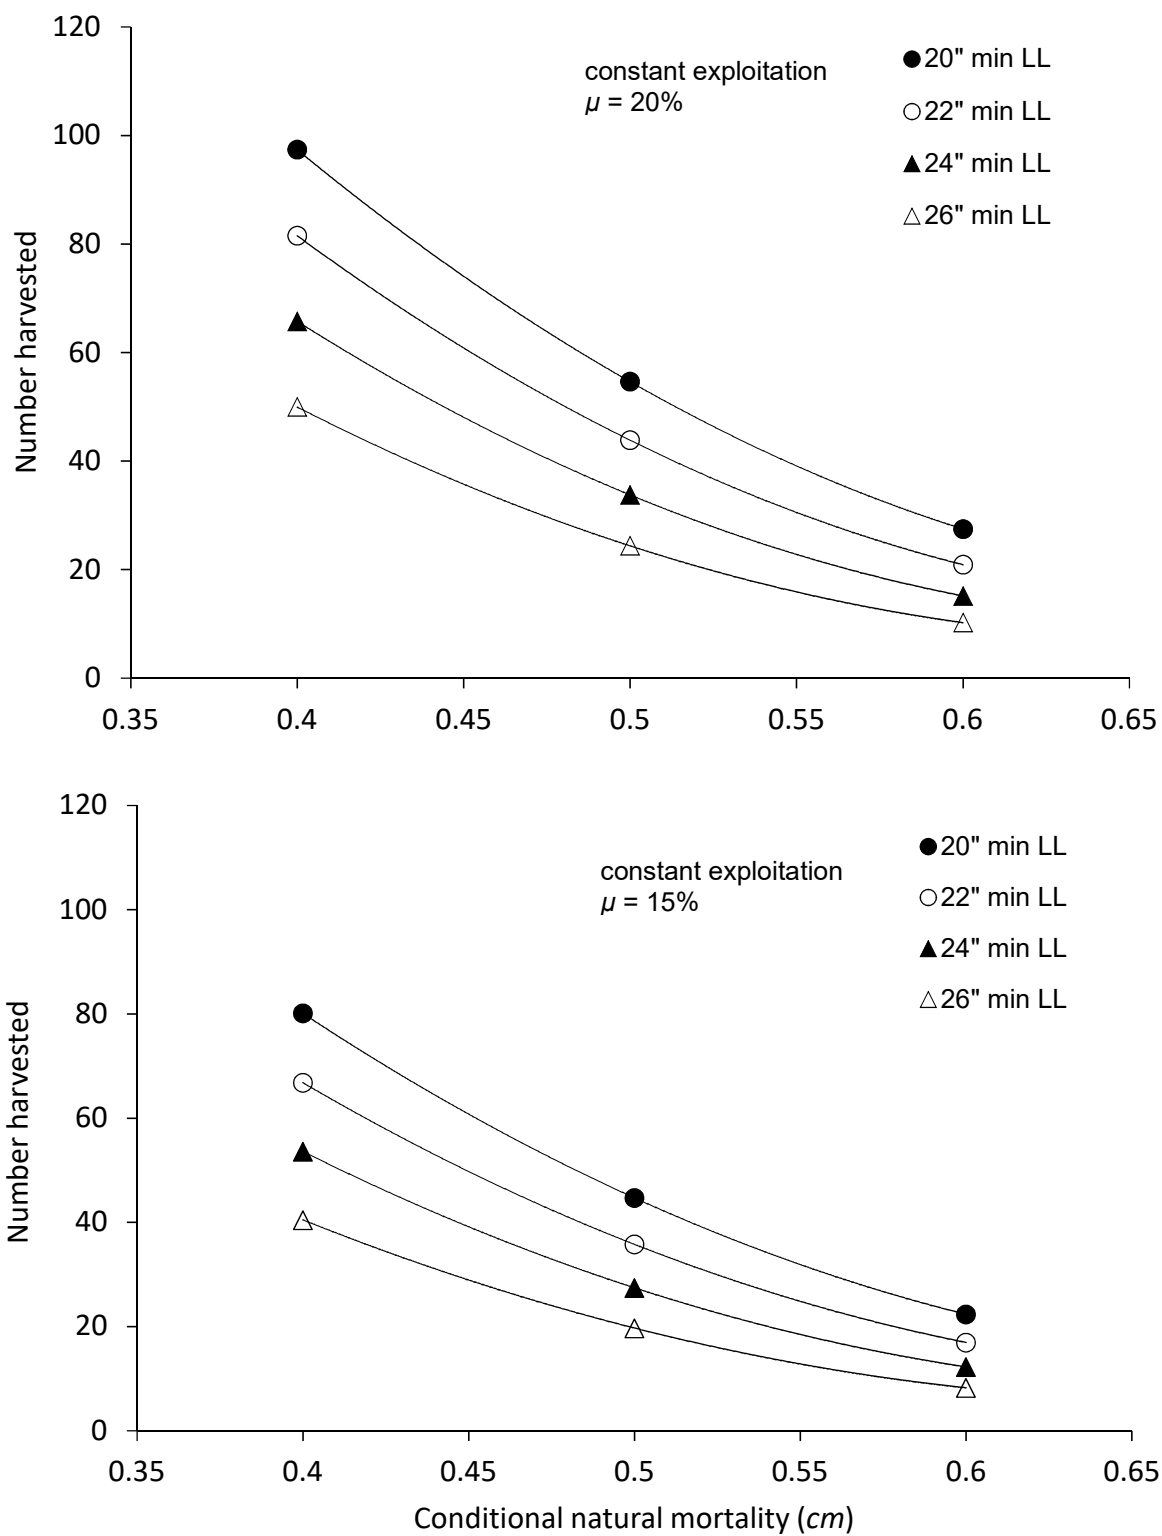 120
100
80
60
40
20
0
Number harvested
constant exploitation
µ = 20%
20" min LL
22" min LL
24" min LL
26" min LL
0.35 0.4 0.45 0.5 0.55 0.6 0.65
120
100
80
60
40
20
0
Number harvested
constant exploitation
µ = 15%
20" min LL
22" min LL
24" min LL
26" min LL
0.35 0.4 0.45 0.5 0.55 0.6 0.65
Conditional natural mortality (cm)